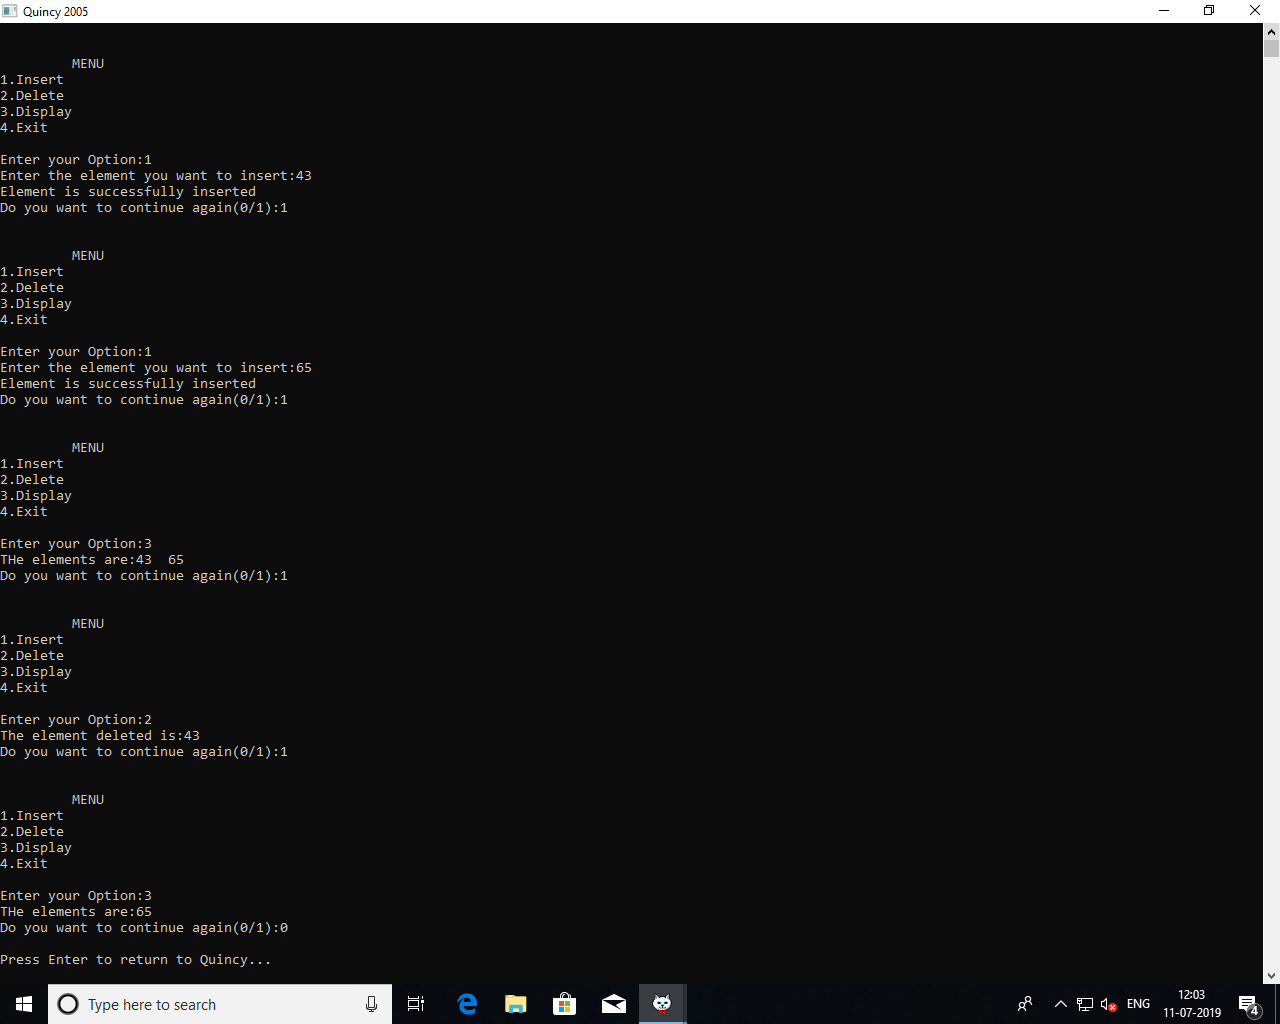 Quincy 2005
MENU
1.Insert
2.Delete
3.Display
4.Exit
Enter your Option:1
Enter the element you want to insert:43
Element is successfully inserted
Do you want to continue again(0/1):1
MENU
1.Insert
2.Delete
3.Display
4.Exit
Enter your Option:1
Enter the element you want to insert:65
Element is successfully inserted
Do you want to continue again(0/1):1
MENU
1.Insert
2.Delete
3.Display
4.Exit
Enter your Option:3
THe elements are:43  65
Do you want to continue again(0/1):1
MENU
1.Insert
2.Delete
3.Display
4.Exit
Enter your Option:2
The element deleted is:43
Do you want to continue again(0/1):1
MENU
1.Insert
2.Delete
3.Display
4.Exit
Enter your Option:3
THe elements are:65
Do you want to continue again(0/1):0
Press Enter to return to Quincy...
Type here to search
ENG
12:03
11-07-2019
4